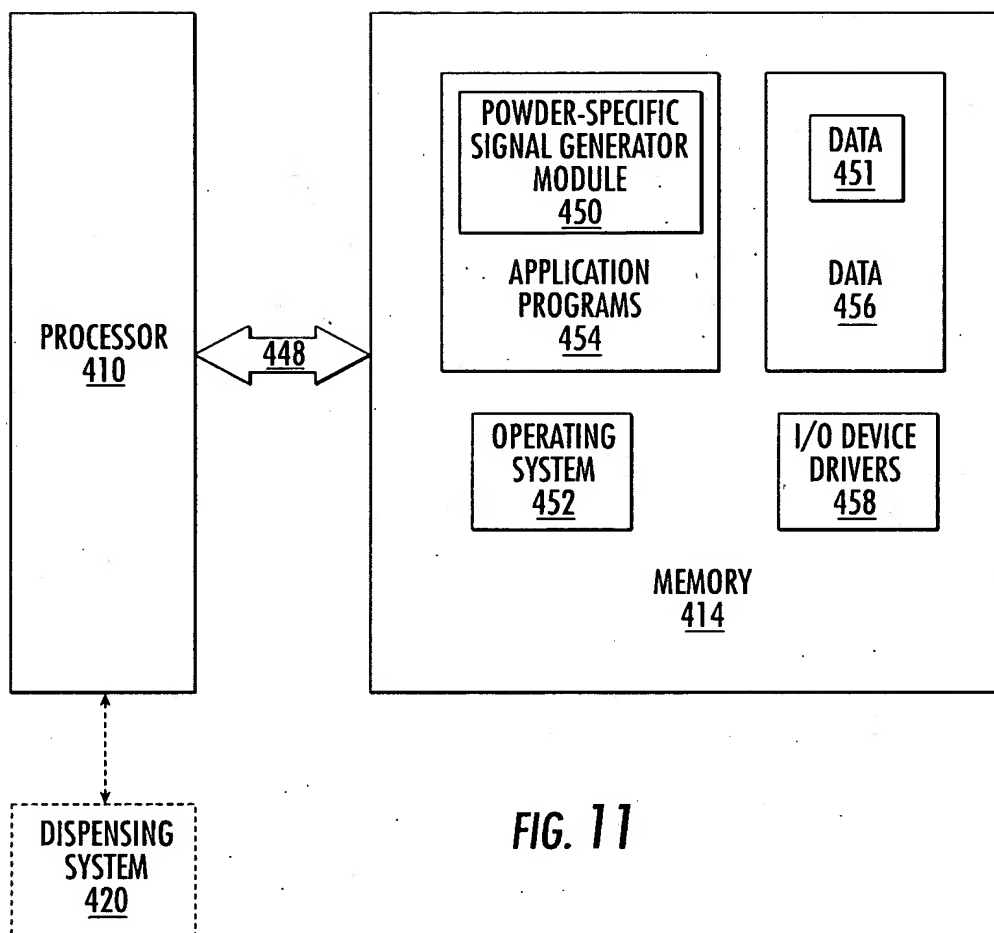 PROCESSOR
410
448
POWDER-SPECIFIC
SIGNAL GENERATOR
MODULE
450
APPLICATION
PROGRAMS
454
DATA
451
DATA
456
OPERATING
SYSTEM
452
I/O DEVICE
DRIVERS
458
MEMORY
414
DISPENSING
SYSTEM
420
FIG. 11